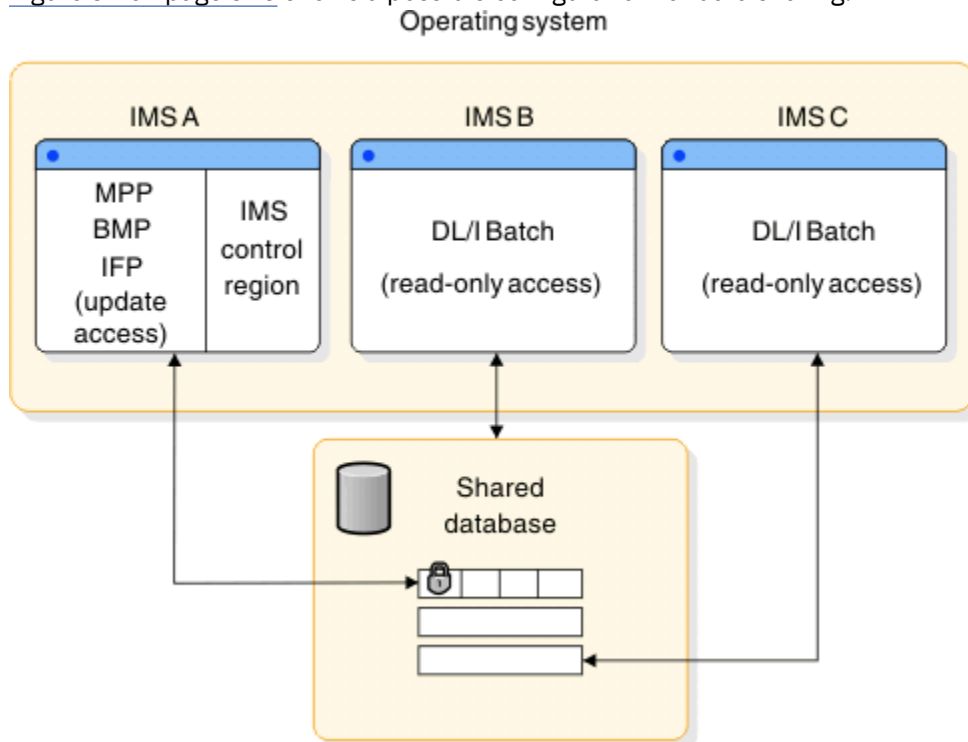 Operating system
IMS A
IMS B
IMS C
MPP
BMP
IFP
(update
access)
IMS
control
region
DL/I Batch
(read-only access)
DL/I Batch
(read-only access)
Shared
database